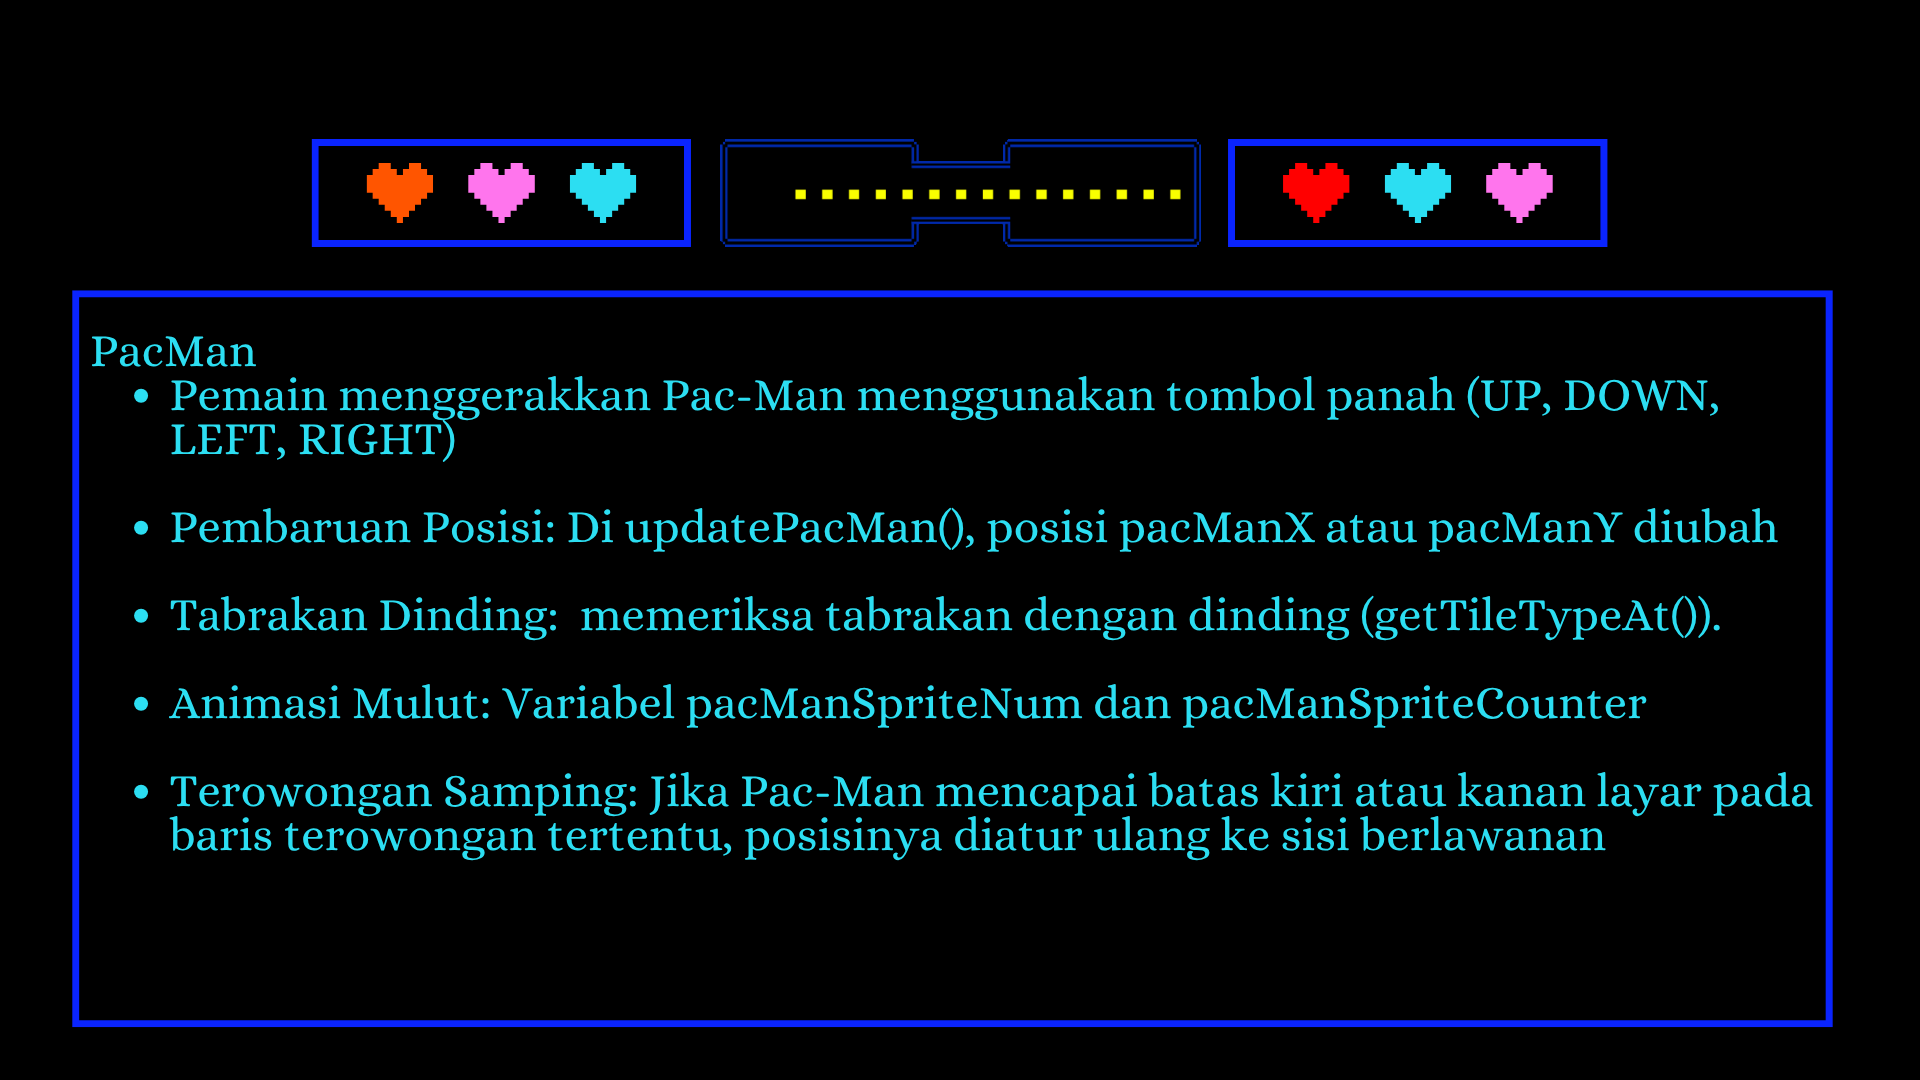 PacMan
• Pemain menggerakkan Pac-Man menggunakan tombol panah (UP, DOWN,
LEFT, RIGHT)
• Pembaruan Posisi: Di updatePacMan(), posisi pacManX atau pacManY diubah
• Tabrakan Dinding:  memeriksa tabrakan dengan dinding (getTileTypeAt()).
• Animasi Mulut: Variabel pacManSpriteNum dan pacManSpriteCounter
• Terowongan Samping: Jika Pac-Man mencapai batas kiri atau kanan layar pada
baris terowongan tertentu, posisinya diatur ulang ke sisi berlawanan